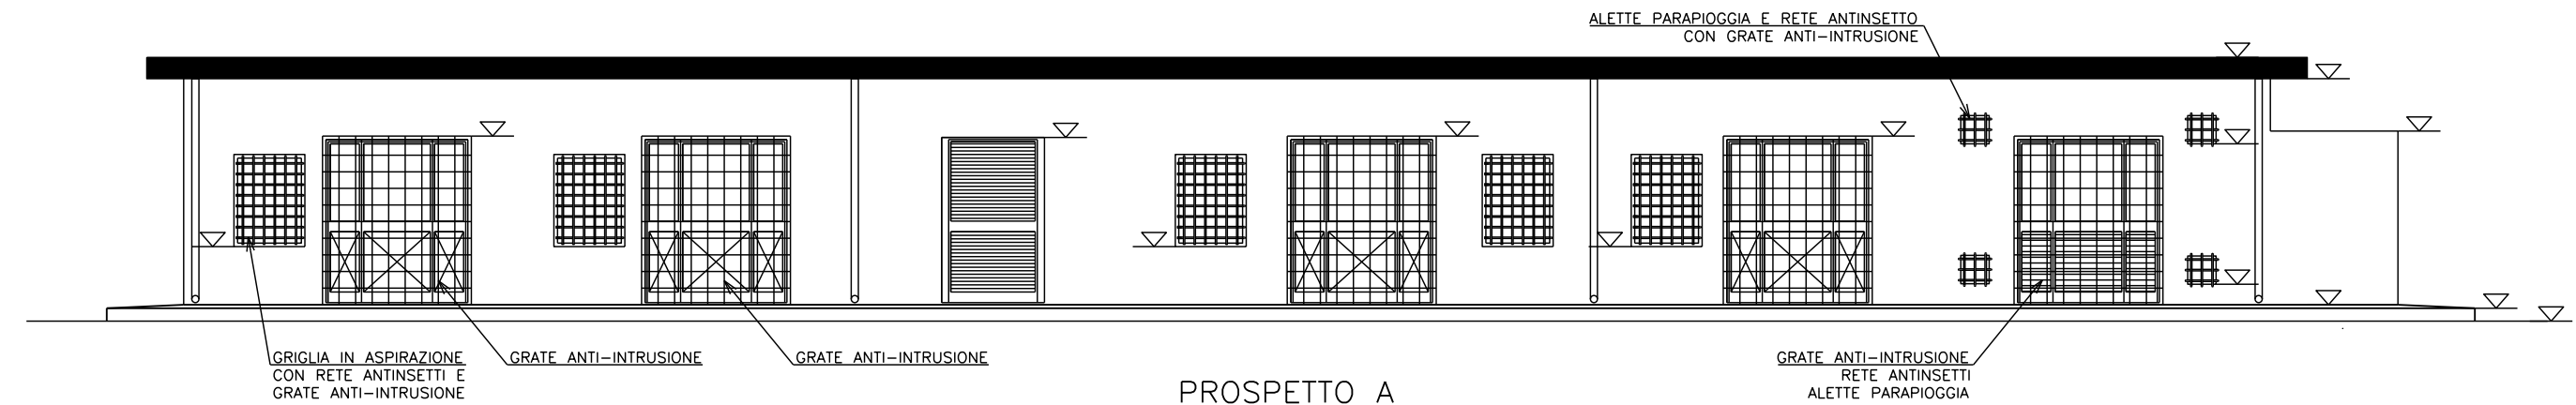 ALETTE PARAPIOGGIA E RETE ANTINSETTO
CON GRATE ANTI-INTRUSIONE
GRIGLIA IN ASPIRAZIONE
CON RETE ANTINSETTI E
GRATE ANTI-INTRUSIONE
GRATE ANTI-INTRUSIONE
GRATE ANTI-INTRUSIONE
GRATE ANTI-INTRUSIONE
RETE ANTINSETTI
ALETTE PARAPIOGGIA
PROSPETTO A